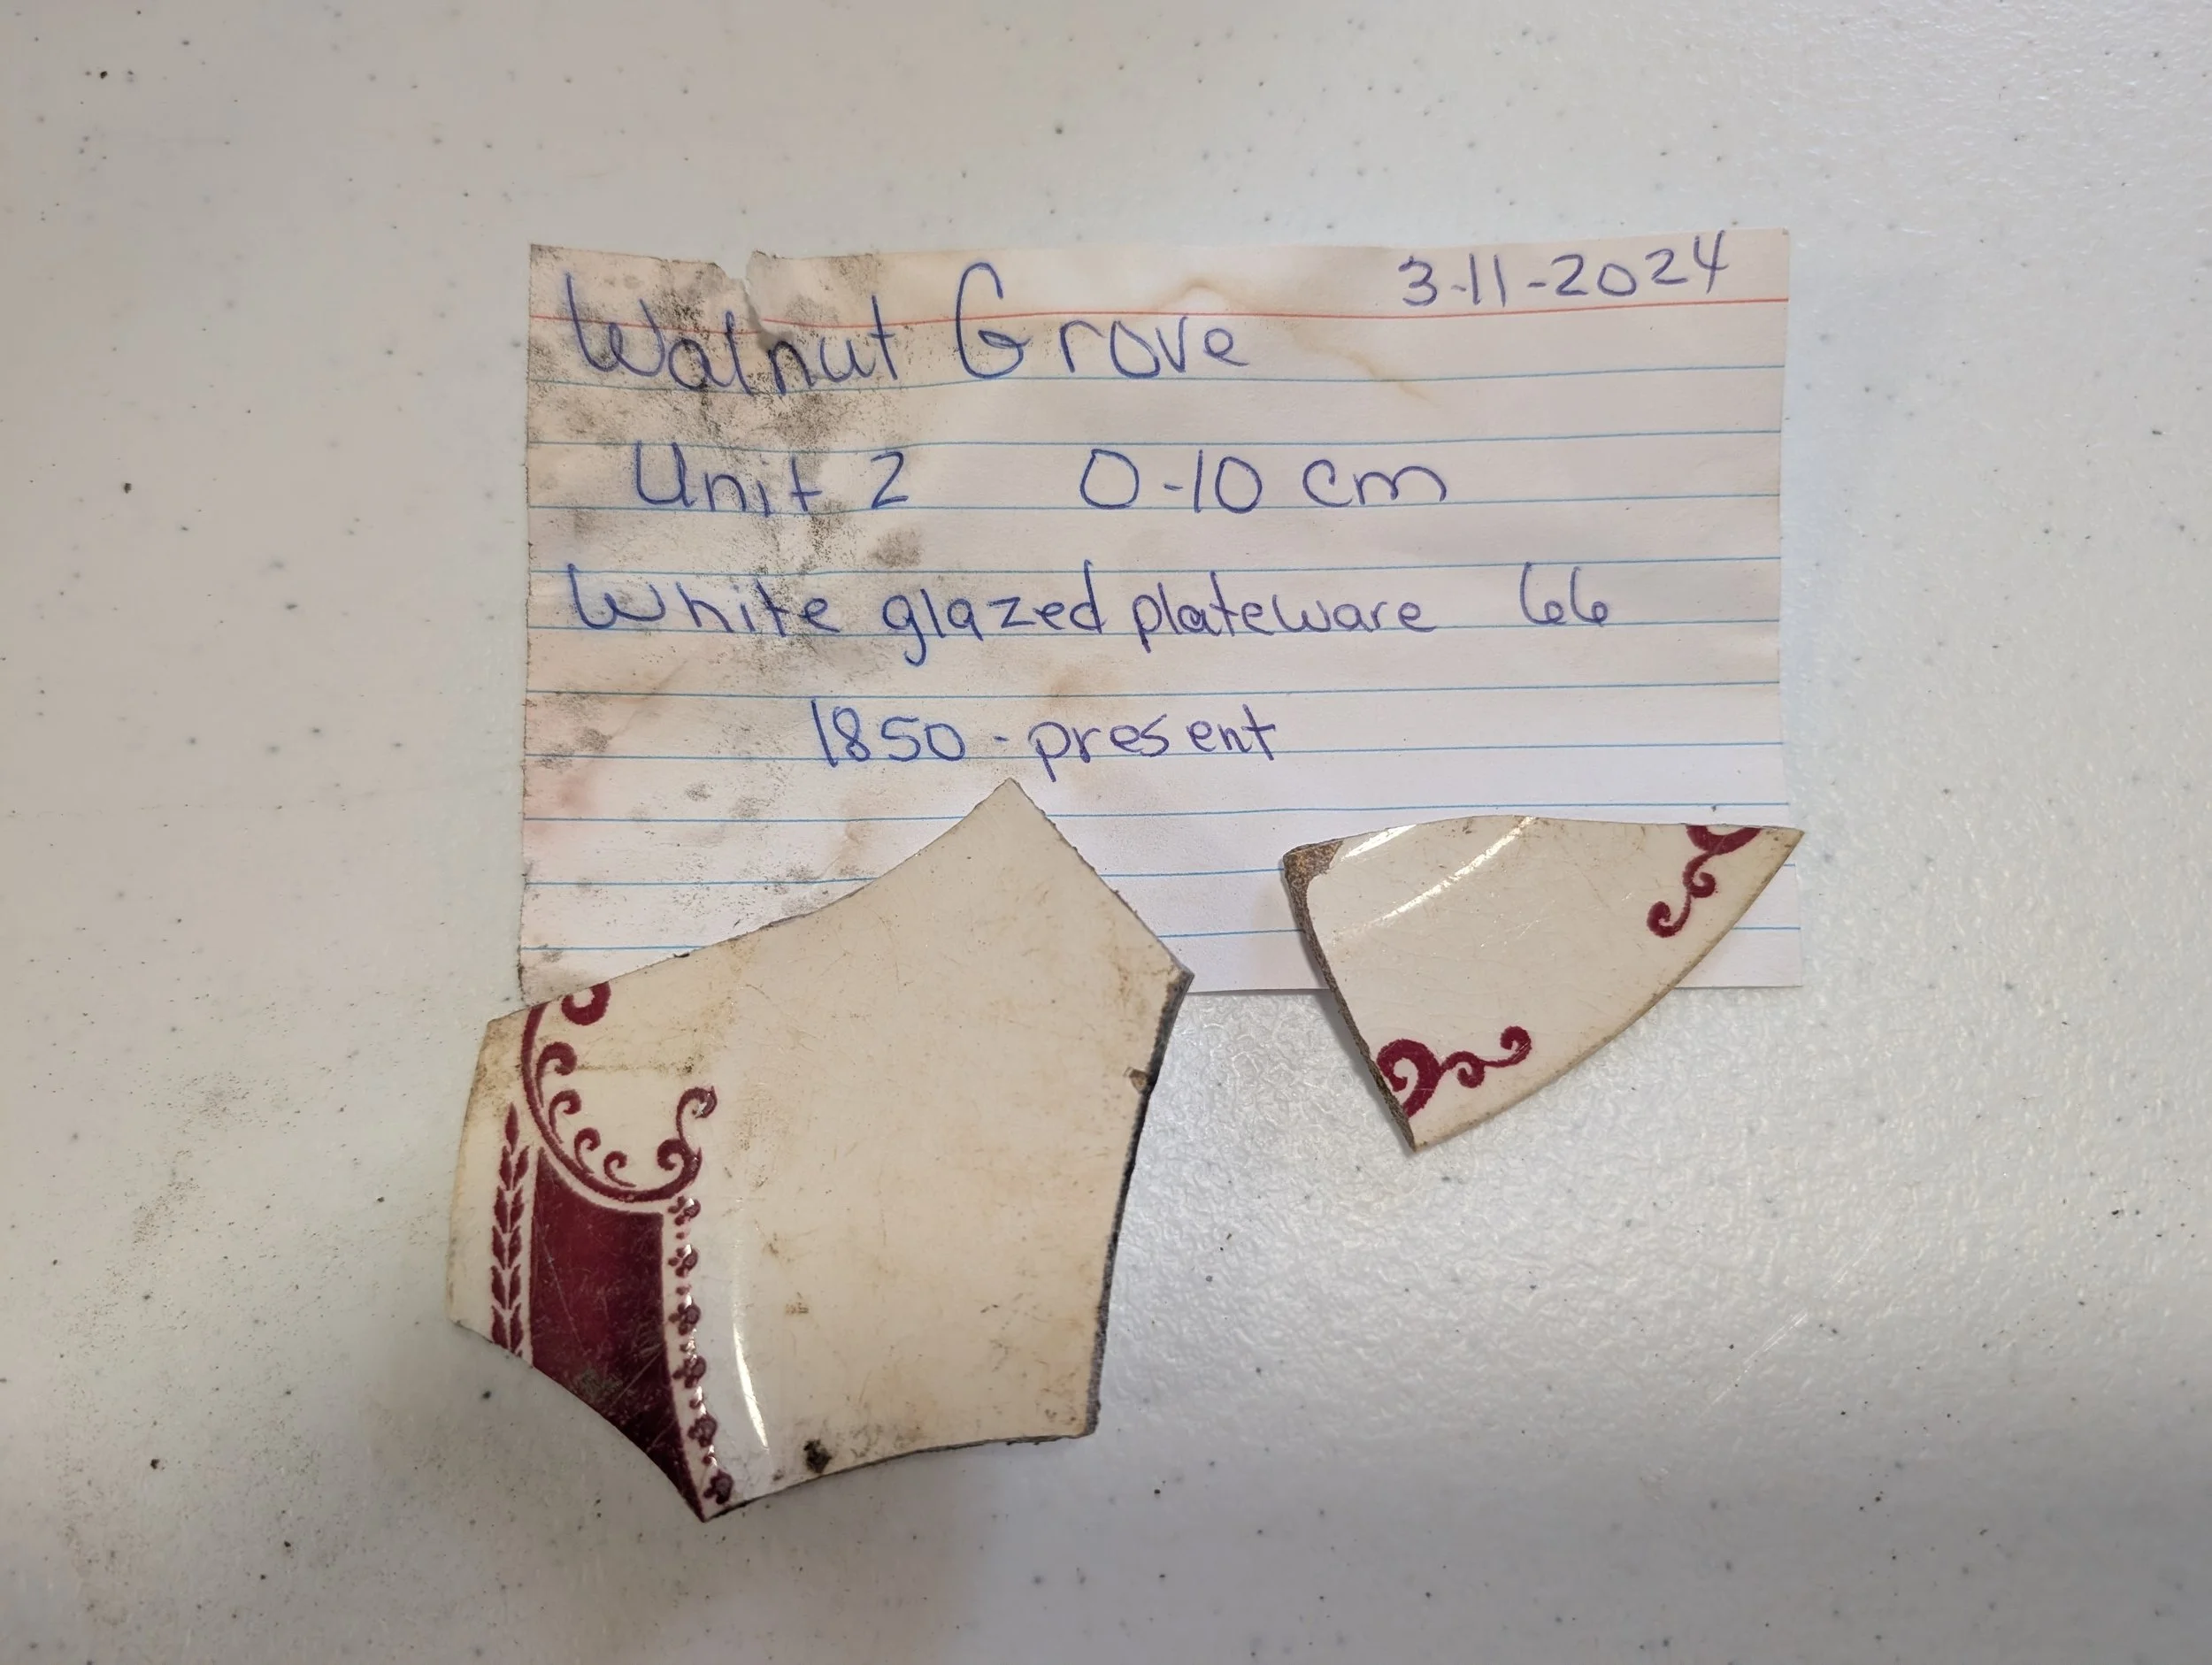 3-11-2024
Walnut Grove
Unit 2 0-10 cm
White glazed plateware 66
1850-present